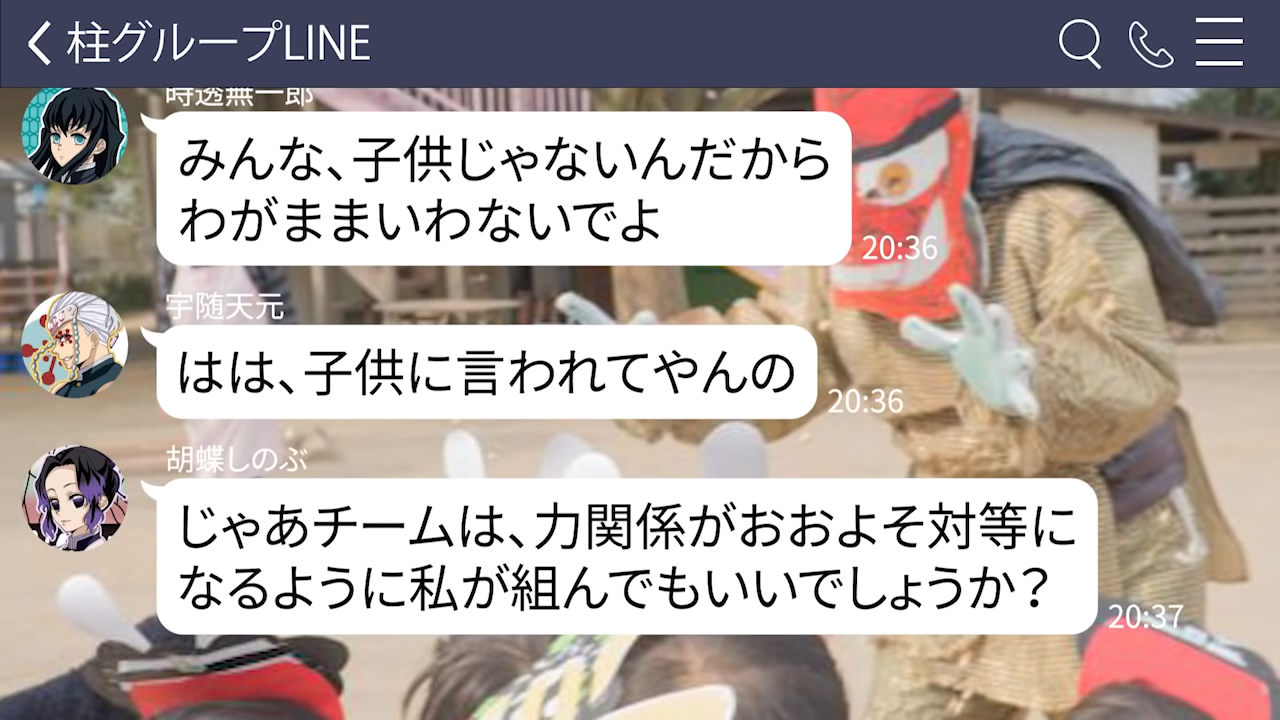 柱グループLINE
時透無一郎
みんな、子供じゃないんだから
わがままいわないでよ
20:36
宇随天元
はは、子供に言われてやんの
20:36
胡蝶しのぶ
じゃあチームは、力関係がおおよそ対等に
なるように私が組んでもいいでしょうか？
20:37